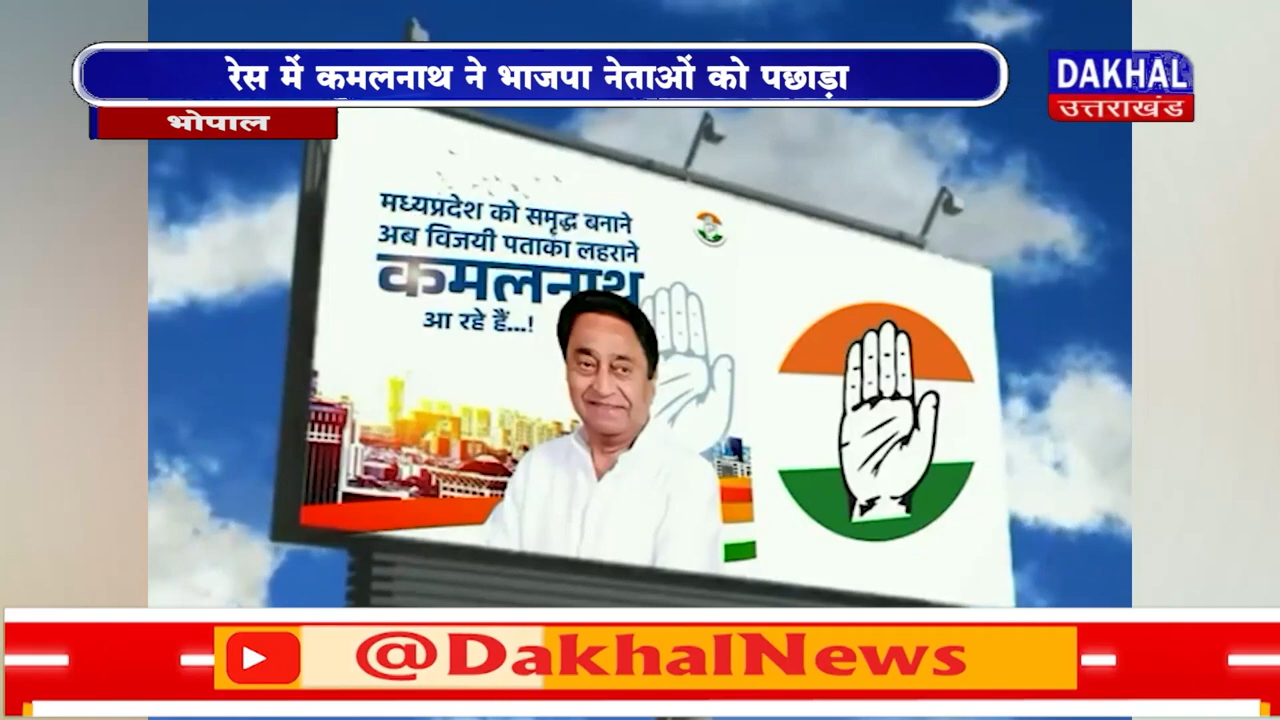 रेस में कमलनाथ ने भाजपा नेताओं को पछाड़ा
DAKHAL
उत्तराखंड
भोपाल
मध्यप्रदेश को समृद्ध बनाने
अब विजयी पताका लहराने
कमलनाथ
आ रहे हैं...!
@DakhalNews